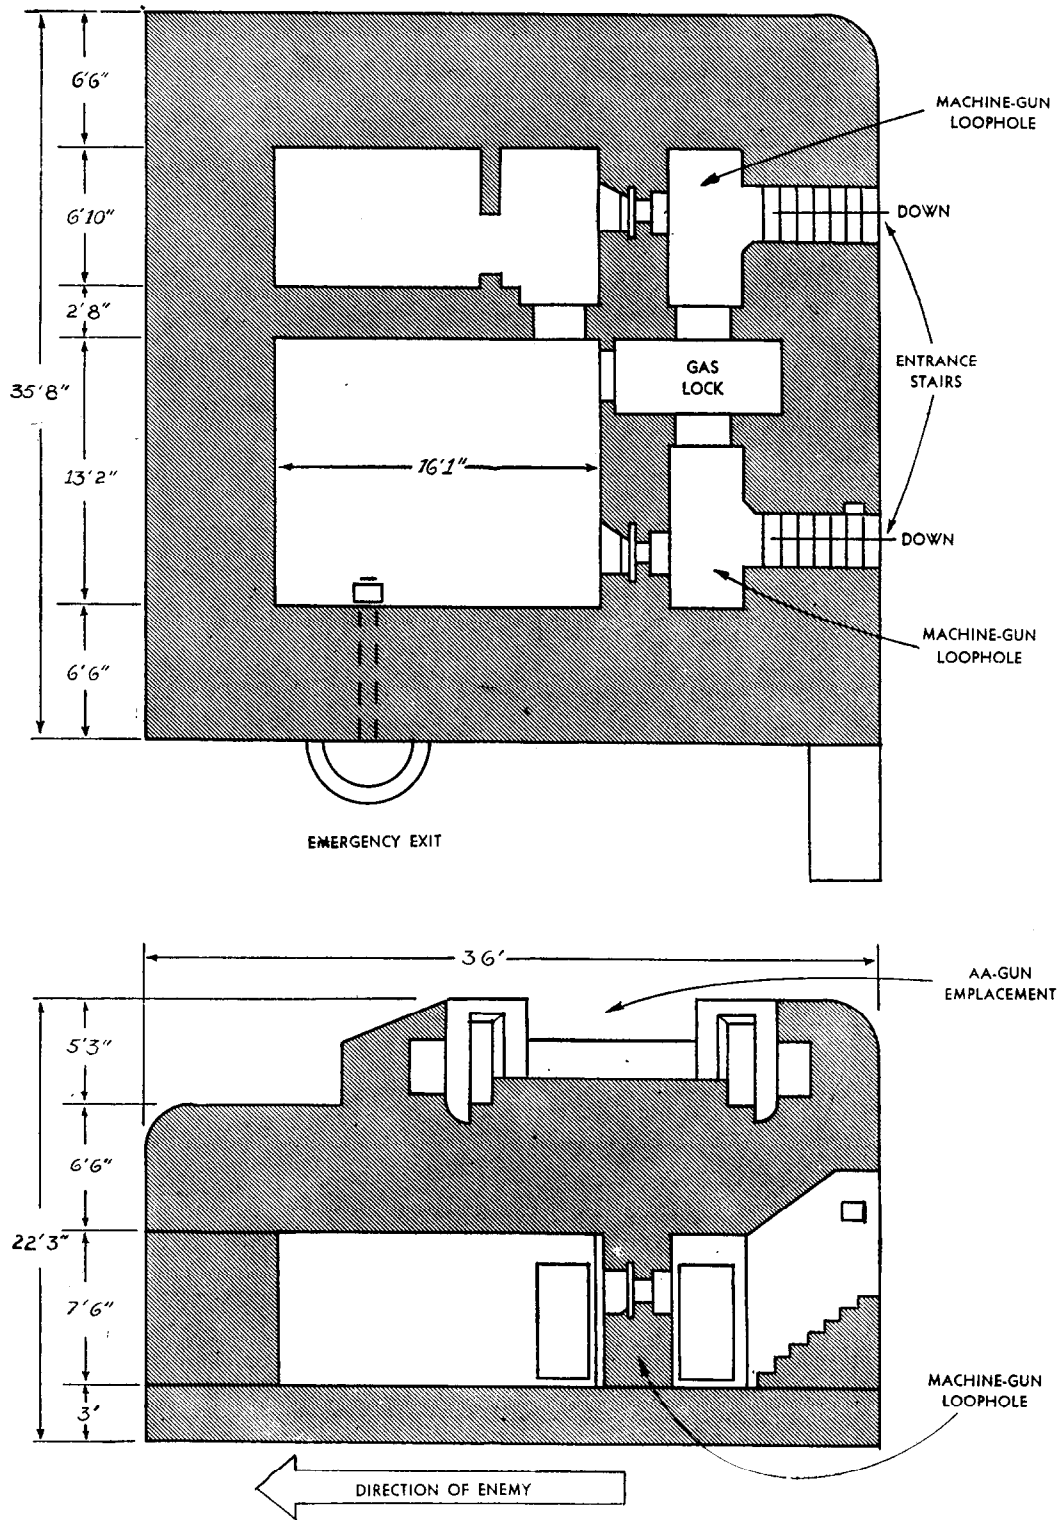 6'6"
MACHINE-GUN
LOOPHOLE
6'10"
DOWN
2'8"
35'8"
GAS
LOCK
ENTRANCE
STAIRS
13'2"
16'1"
DOWN
MACHINE-GUN
LOOPHOLE
6'6"
EMERGENCY EXIT
36'
AA-GUN
EMPLACEMENT
5'3"
6'6"
22'3"
7'6"
MACHINE-GUN
LOOPHOLE
3'
DIRECTION OF ENEMY